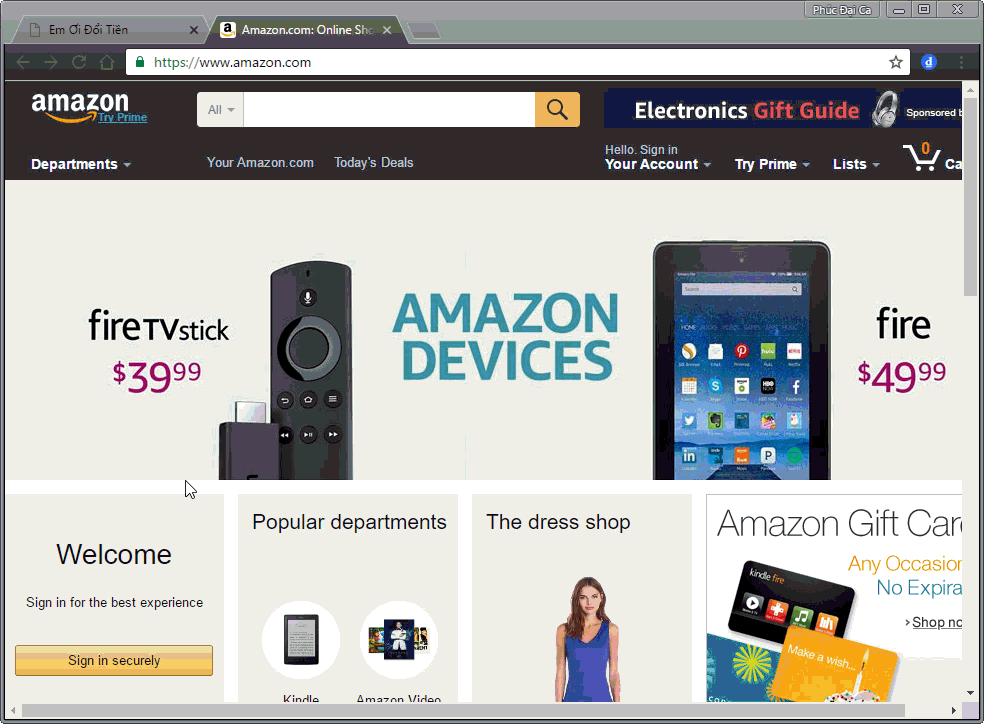 Phúc Đại Ca
Em Ơi Đổi Tiền
Amazon.com: Online Sho
https://www.amazon.com
amazon
Try Prime
All
Electronics Gift Guide
Sponsored b
Departments
Your Amazon.com
Today's Deals
Hello. Sign in
Your Account
Try Prime
Lists
0
Ca
fireTVstick
$39.99
AMAZON
DEVICES
fire
$49.99
Search
HOME
Welcome
Sign in for the best experience
Sign in securely
Popular departments
Kindle
Amazon Video
The dress shop
Amazon Gift Card
Any Occasion
No Expira
Shop no
kindle fire
Make a wish...